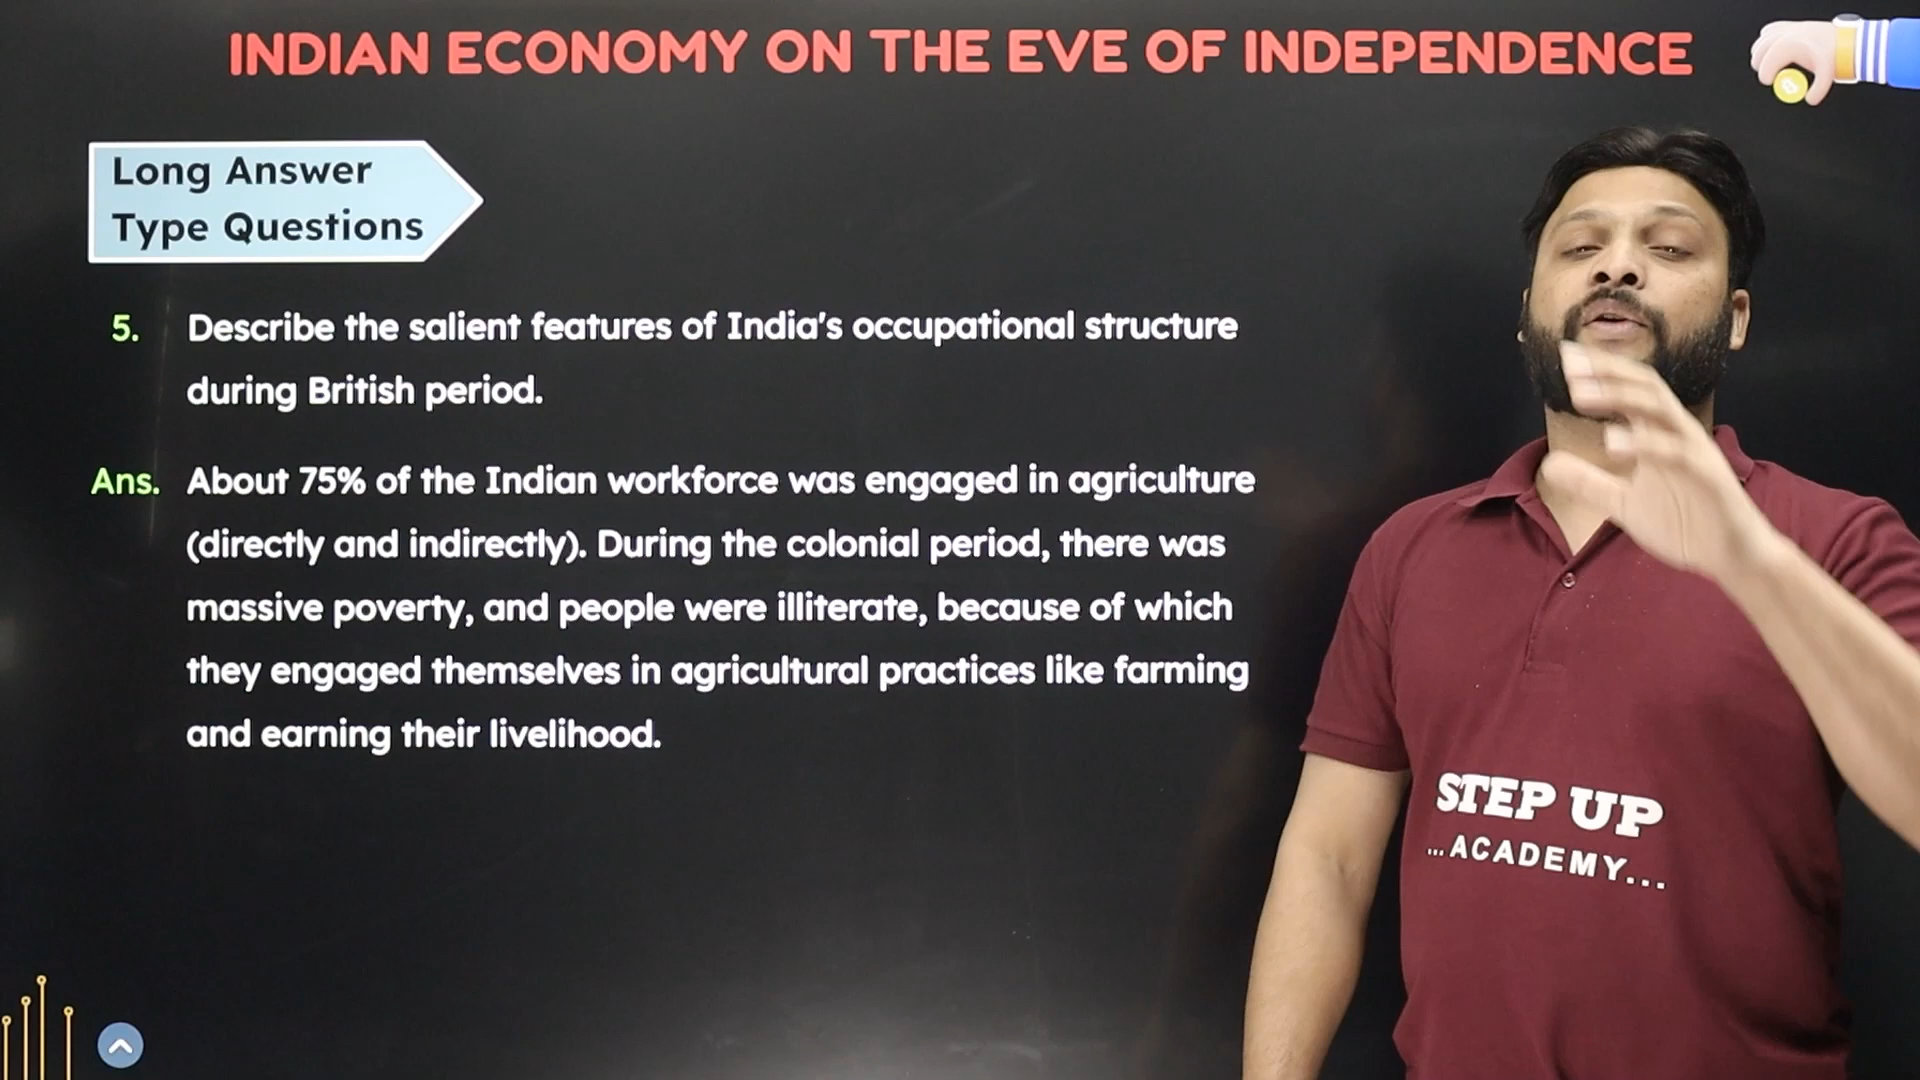 INDIAN ECONOMY ON THE EVE OF INDEPENDENCE
Long Answer
Type Questions
5. Describe the salient features of India's occupational structure
during British period.
Ans. About 75% of the Indian workforce was engaged in agriculture
(directly and indirectly). During the colonial period, there was
massive poverty, and people were illiterate, because of which
they engaged themselves in agricultural practices like farming
and earning their livelihood.
STEP UP
...ACADEMY...